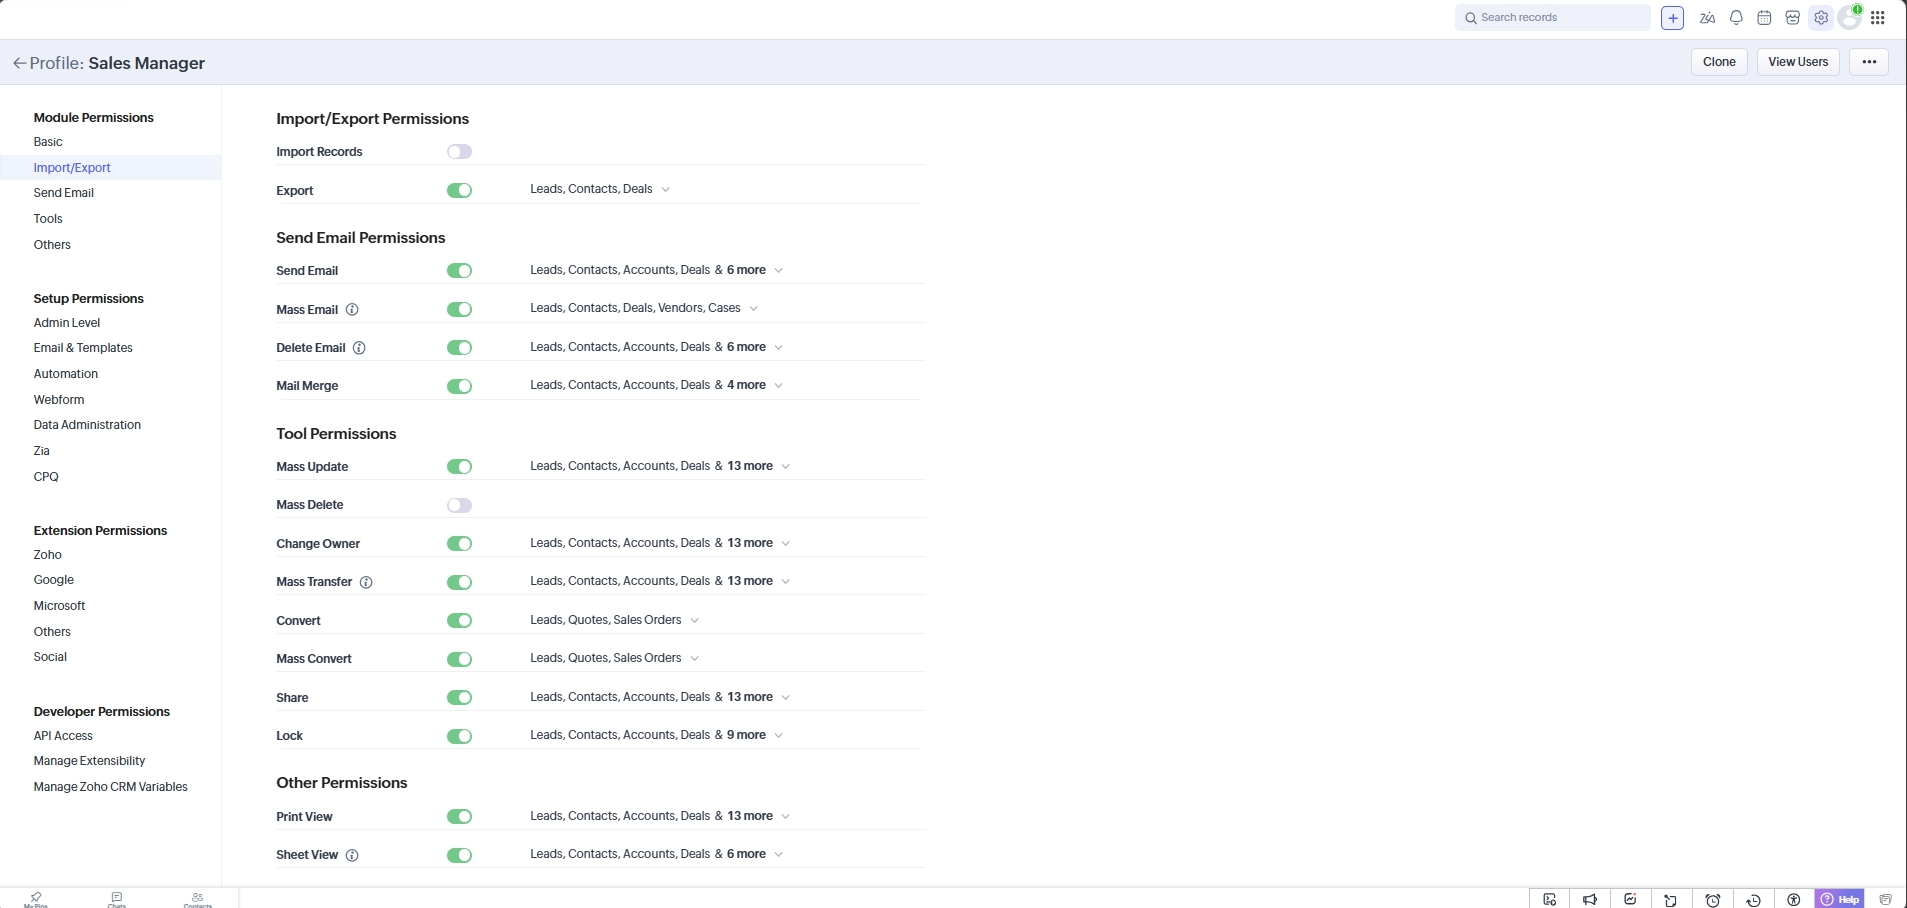 Search records
Profile: Sales Manager
Clone
View Users
Module Permissions
Basic
Import/Export
Send Email
Tools
Others
Setup Permissions
Admin Level
Email & Templates
Automation
Webform
Data Administration
Zia
CPQ
Extension Permissions
Zoho
Google
Microsoft
Others
Social
Developer Permissions
API Access
Manage Extensibility
Manage Zoho CRM Variables
Import/Export Permissions
Import Records
Export Leads, Contacts, Deals
Send Email Permissions
Send Email Leads, Contacts, Accounts, Deals & 6 more
Mass Email Leads, Contacts, Deals, Vendors, Cases
Delete Email Leads, Contacts, Accounts, Deals & 6 more
Mail Merge Leads, Contacts, Accounts, Deals & 4 more
Tool Permissions
Mass Update Leads, Contacts, Accounts, Deals & 13 more
Mass Delete
Change Owner Leads, Contacts, Accounts, Deals & 13 more
Mass Transfer Leads, Contacts, Accounts, Deals & 13 more
Convert Leads, Quotes, Sales Orders
Mass Convert Leads, Quotes, Sales Orders
Share Leads, Contacts, Accounts, Deals & 13 more
Lock Leads, Contacts, Accounts, Deals & 9 more
Other Permissions
Print View Leads, Contacts, Accounts, Deals & 13 more
Sheet View Leads, Contacts, Accounts, Deals & 6 more
My Pins
Chats
Contacts
Help